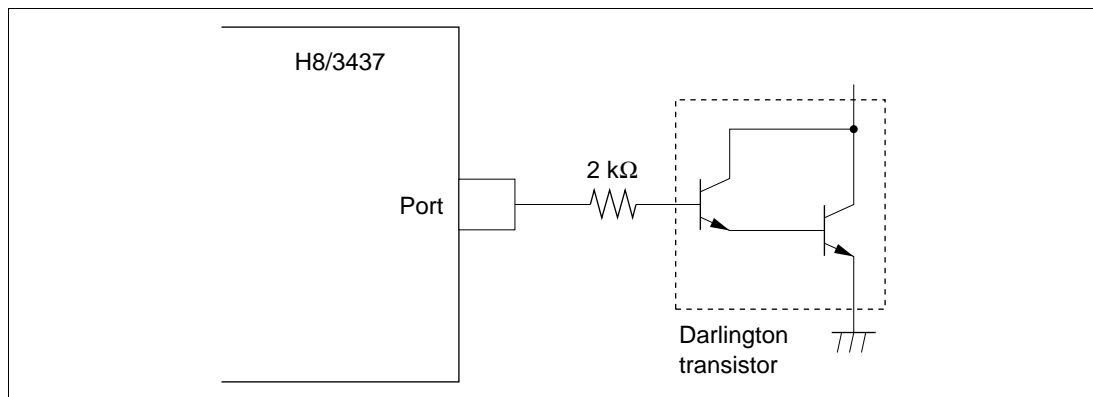 H8/3437
2 kΩ
Port
Darlington
transistor